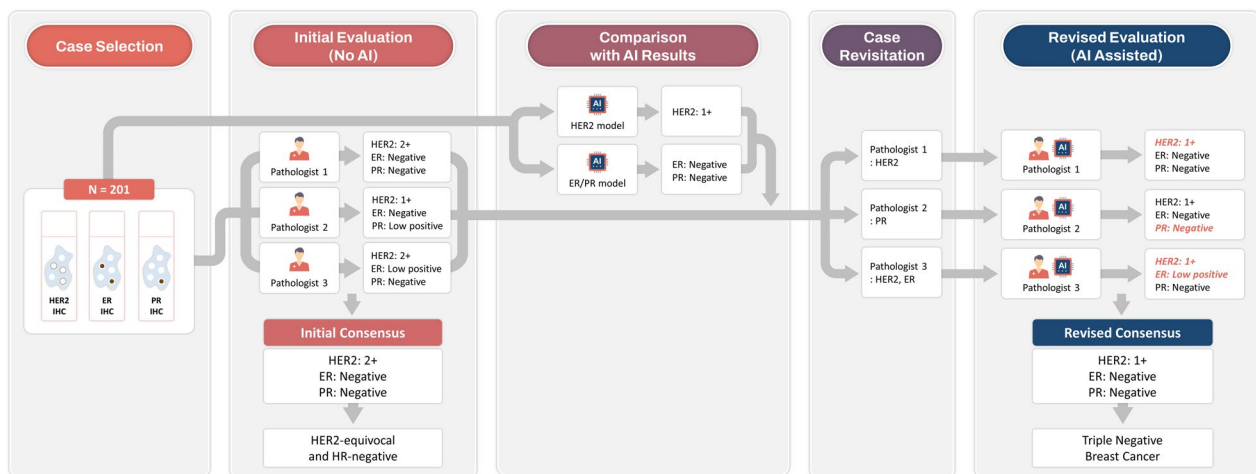 Case Selection
N = 201
HER2
IHC
ER
IHC
PR
IHC
Initial Evaluation
(No AI)
Pathologist 1
HER2: 2+
ER: Negative
PR: Negative
Pathologist 2
HER2: 1+
ER: Negative
PR: Low positive
Pathologist 3
HER2: 2+
ER: Low positive
PR: Negative
Initial Consensus
HER2: 2+
ER: Negative
PR: Negative
HER2-equivocal
and HR-negative
Comparison
with AI Results
AI
HER2 model
HER2: 1+
AI
ER/PR model
ER: Negative
PR: Negative
Case
Revisitation
Pathologist 1
: HER2
Pathologist 2
: PR
Pathologist 3
: HER2, ER
Revised Evaluation
(AI Assisted)
AI
Pathologist 1
HER2: 1+
ER: Negative
PR: Negative
AI
Pathologist 2
HER2: 1+
ER: Negative
PR: Negative
AI
Pathologist 3
HER2: 1+
ER: Low positive
PR: Negative
Revised Consensus
HER2: 1+
ER: Negative
PR: Negative
Triple Negative
Breast Cancer